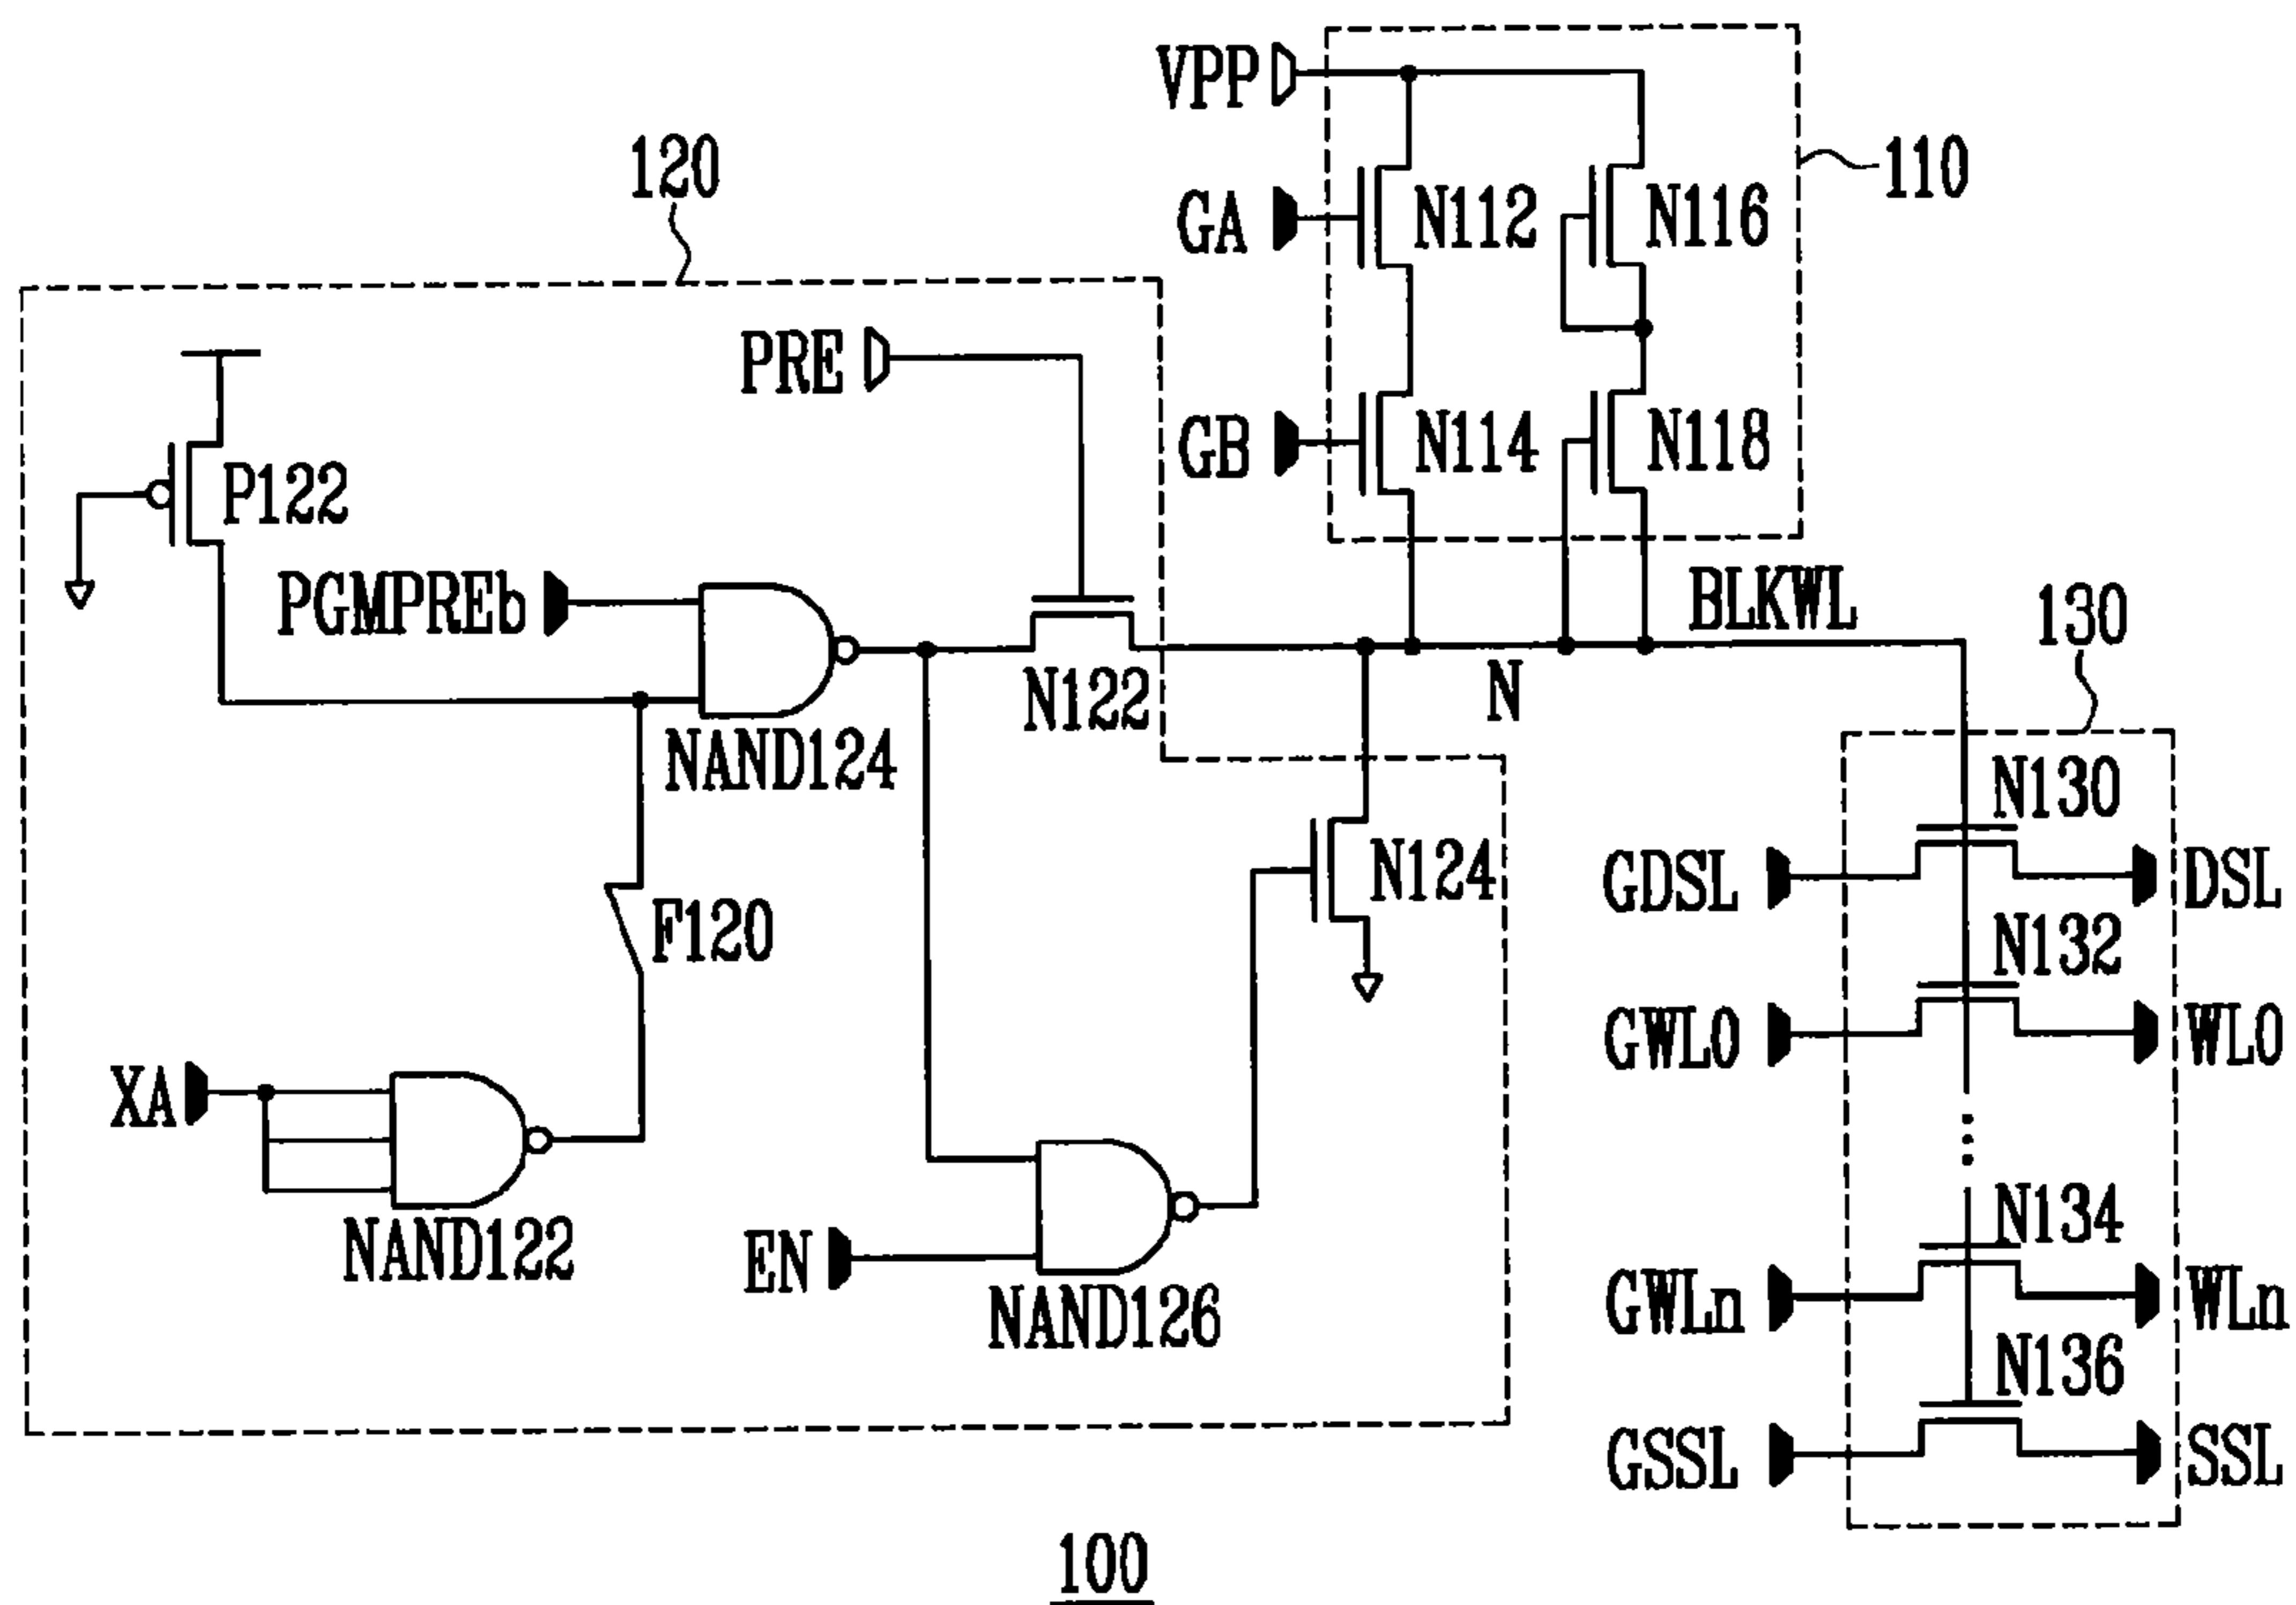 VPP
120
110
GA
N112
N116
PRE
GB
N114
N118
P122
PGMPREb
BLKWL
130
N122
N
NAND124
N130
N124
GDSL
DSL
F120
N132
GWL0
WL0
XA
N134
NAND122
EN
GWLn
WLn
NAND126
N136
GSSL
SSL
100